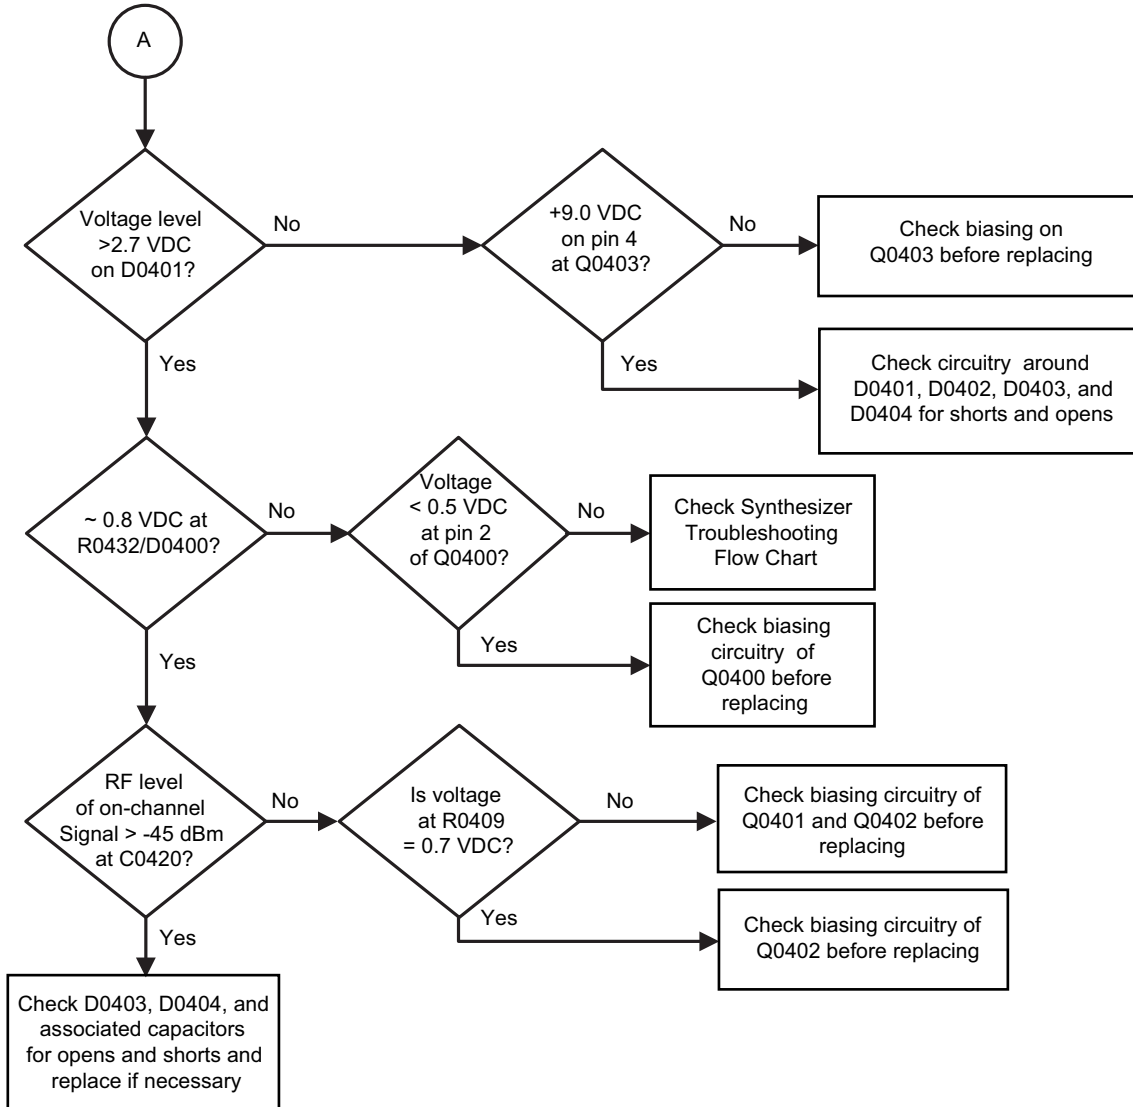 A
Voltage level
>2.7 VDC
on D0401?
No
+9.0 VDC
on pin 4
at Q0403?
No
Check biasing on
Q0403 before replacing
Yes
Yes
Check circuitry around
D0401, D0402, D0403, and
D0404 for shorts and opens
~ 0.8 VDC at
R0432/D0400?
No
Voltage
< 0.5 VDC
at pin 2
of Q0400?
No
Check Synthesizer
Troubleshooting
Flow Chart
Yes
Yes
Check biasing
circuitry of
Q0400 before
replacing
RF level
of on-channel
Signal > -45 dBm
at C0420?
No
Is voltage
at R0409
= 0.7 VDC?
No
Check biasing circuitry of
Q0401 and Q0402 before
replacing
Yes
Yes
Check biasing circuitry of
Q0402 before replacing
Check D0403, D0404, and
associated capacitors
for opens and shorts and
replace if necessary